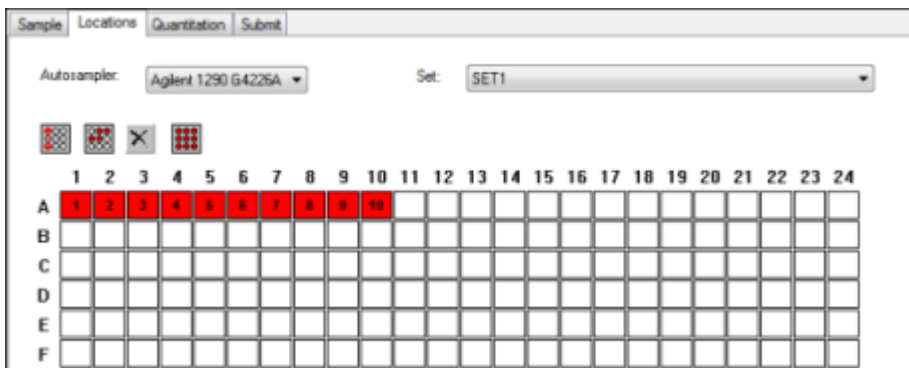 Sample Locations Quantitation Submit
Autosampler: Agilent 1290 G4226A Set: SET1
1 2 3 4 5 6 7 8 9 10 11 12 13 14 15 16 17 18 19 20 21 22 23 24
A 1 2 3 4 5 6 7 8 9 10
B
C
D
E
F